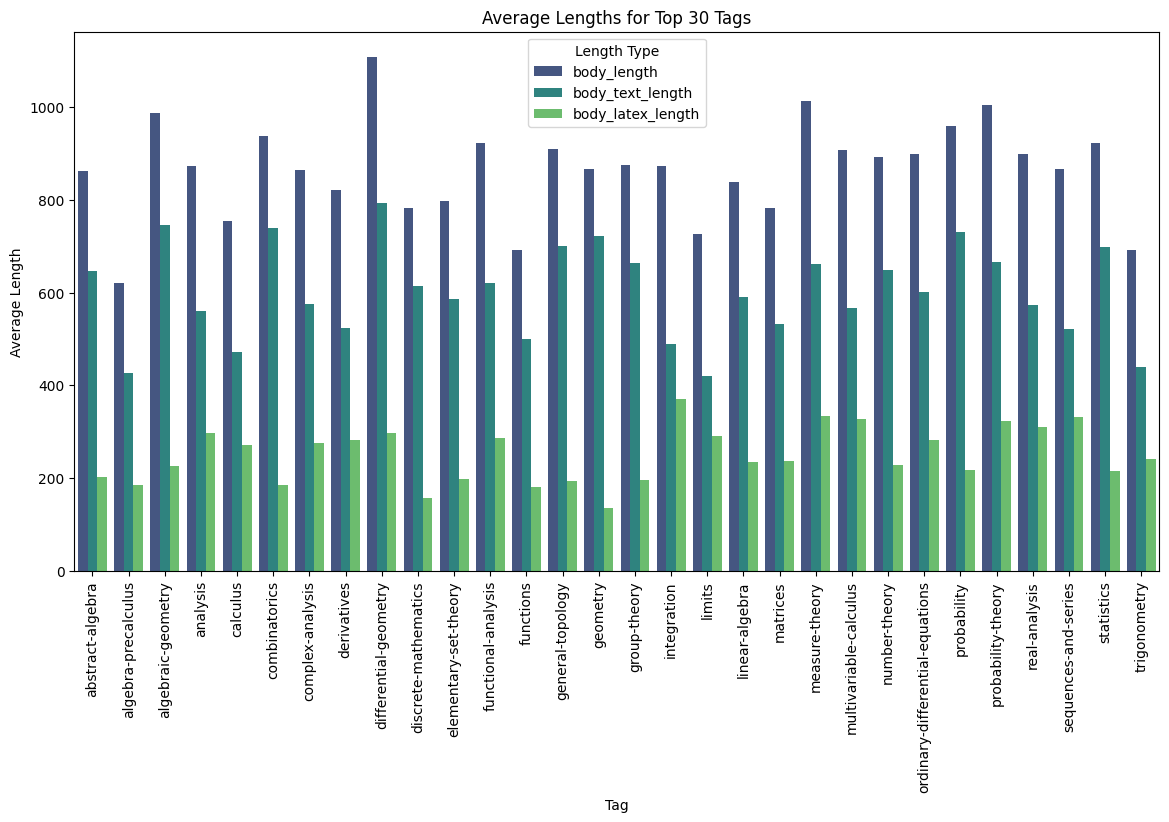 Average Lengths for Top 30 Tags
Length Type
body_length
body_text_length
body_latex_length
Average Length
1000
800
600
400
200
0
abstract-algebra
algebra-precalculus
algebraic-geometry
analysis
calculus
combinatorics
complex-analysis
derivatives
differential-geometry
discrete-mathematics
elementary-set-theory
functional-analysis
functions
general-topology
geometry
group-theory
integration
limits
linear-algebra
matrices
measure-theory
multivariable-calculus
number-theory
ordinary-differential-equations
probability
probability-theory
real-analysis
sequences-and-series
statistics
trigonometry
Tag